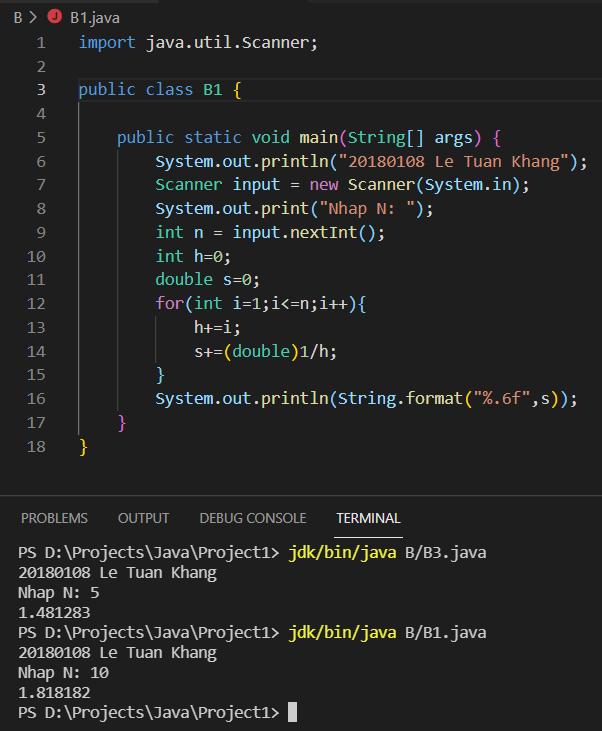 B > B1.java
1 import java.util.Scanner;
2
3 public class B1 {
4
5 public static void main(String[] args) {
6 System.out.println("20180108 Le Tuan Khang");
7 Scanner input = new Scanner(System.in);
8 System.out.print("Nhap N: ");
9 int n = input.nextInt();
10 int h=0;
11 double s=0;
12 for(int i=1;i<=n;i++){
13 h+=i;
14 s+=(double)1/h;
15 }
16 System.out.println(String.format("%.6f",s));
17 }
18 }
PROBLEMS OUTPUT DEBUG CONSOLE TERMINAL
PS D:\Projects\Java\Project1> jdk/bin/java B/B3.java
20180108 Le Tuan Khang
Nhap N: 5
1.481283
PS D:\Projects\Java\Project1> jdk/bin/java B/B1.java
20180108 Le Tuan Khang
Nhap N: 10
1.818182
PS D:\Projects\Java\Project1>